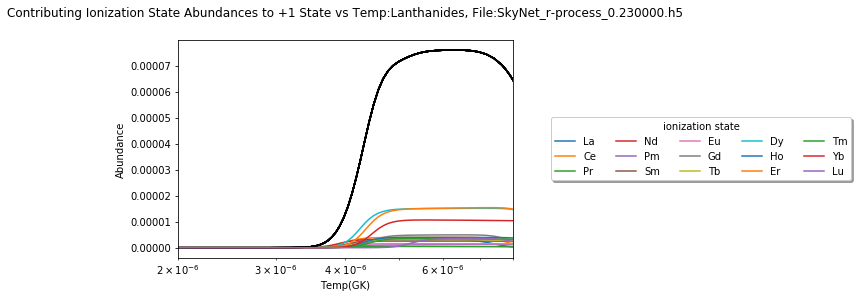 Contributing Ionization State Abundances to +1 State vs Temp:Lanthanides, File:SkyNet_r-process_0.230000.h5
Abundance
0.00007
0.00006
0.00005
0.00004
0.00003
0.00002
0.00001
0.00000
2 × 10⁻⁶ 3 × 10⁻⁶ 4 × 10⁻⁶ 6 × 10⁻⁶
Temp(GK)
ionization state
La Nd Eu Dy Tm
Ce Pm Gd Ho Yb
Pr Sm Tb Er Lu